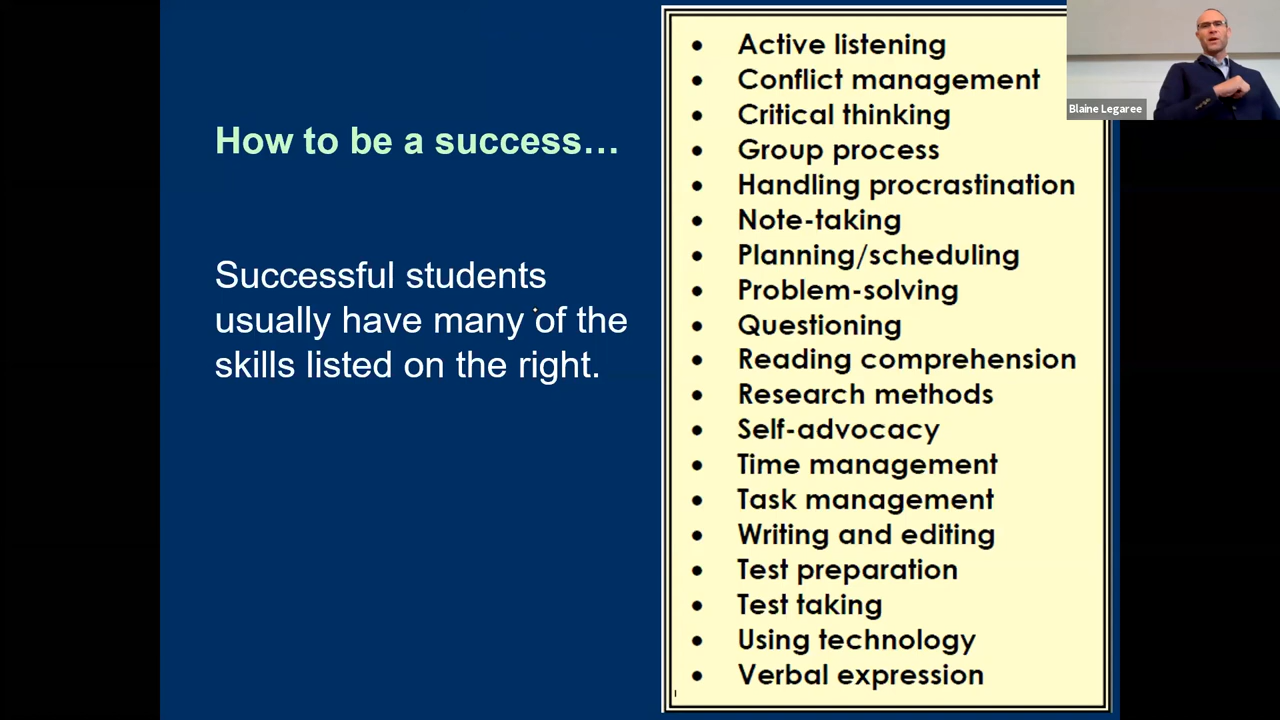 How to be a success…
Successful students
usually have many of the
skills listed on the right.
• Active listening
• Conflict management
• Critical thinking
• Group process
• Handling procrastination
• Note-taking
• Planning/scheduling
• Problem-solving
• Questioning
• Reading comprehension
• Research methods
• Self-advocacy
• Time management
• Task management
• Writing and editing
• Test preparation
• Test taking
• Using technology
• Verbal expression
Blaine Legaree